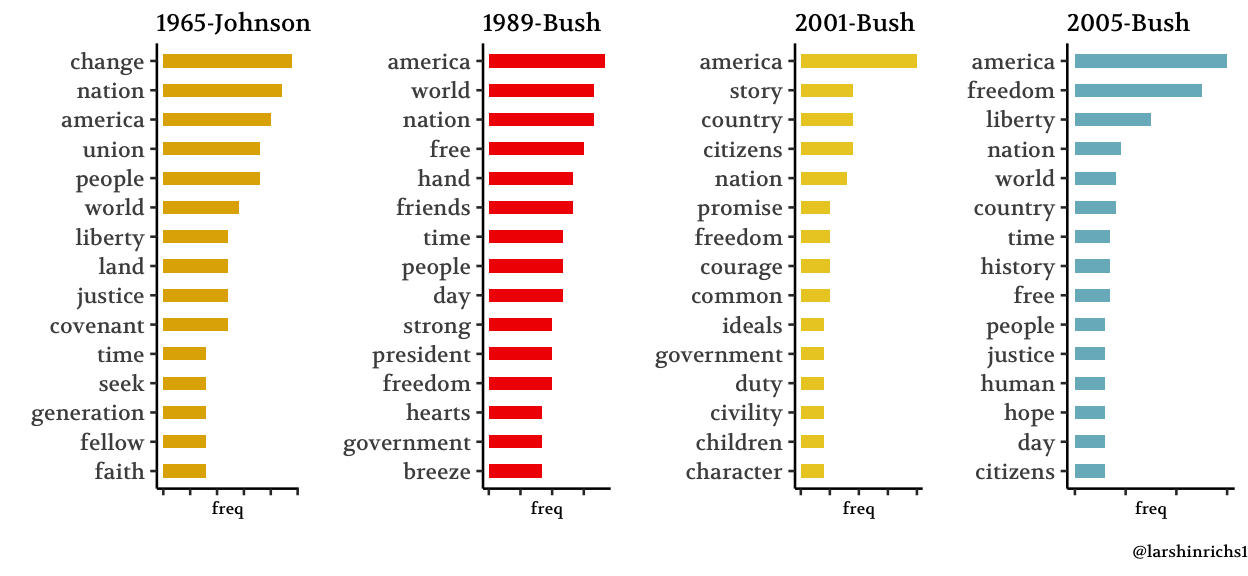 1965-Johnson
change
nation
america
union
people
world
liberty
land
justice
covenant
time
seek
generation
fellow
faith
freq
1989-Bush
america
world
nation
free
hand
friends
time
people
day
strong
president
freedom
hearts
government
breeze
freq
2001-Bush
america
story
country
citizens
nation
promise
freedom
courage
common
ideals
government
duty
civility
children
character
freq
2005-Bush
america
freedom
liberty
nation
world
country
time
history
free
people
justice
human
hope
day
citizens
freq
@larshinrichs1